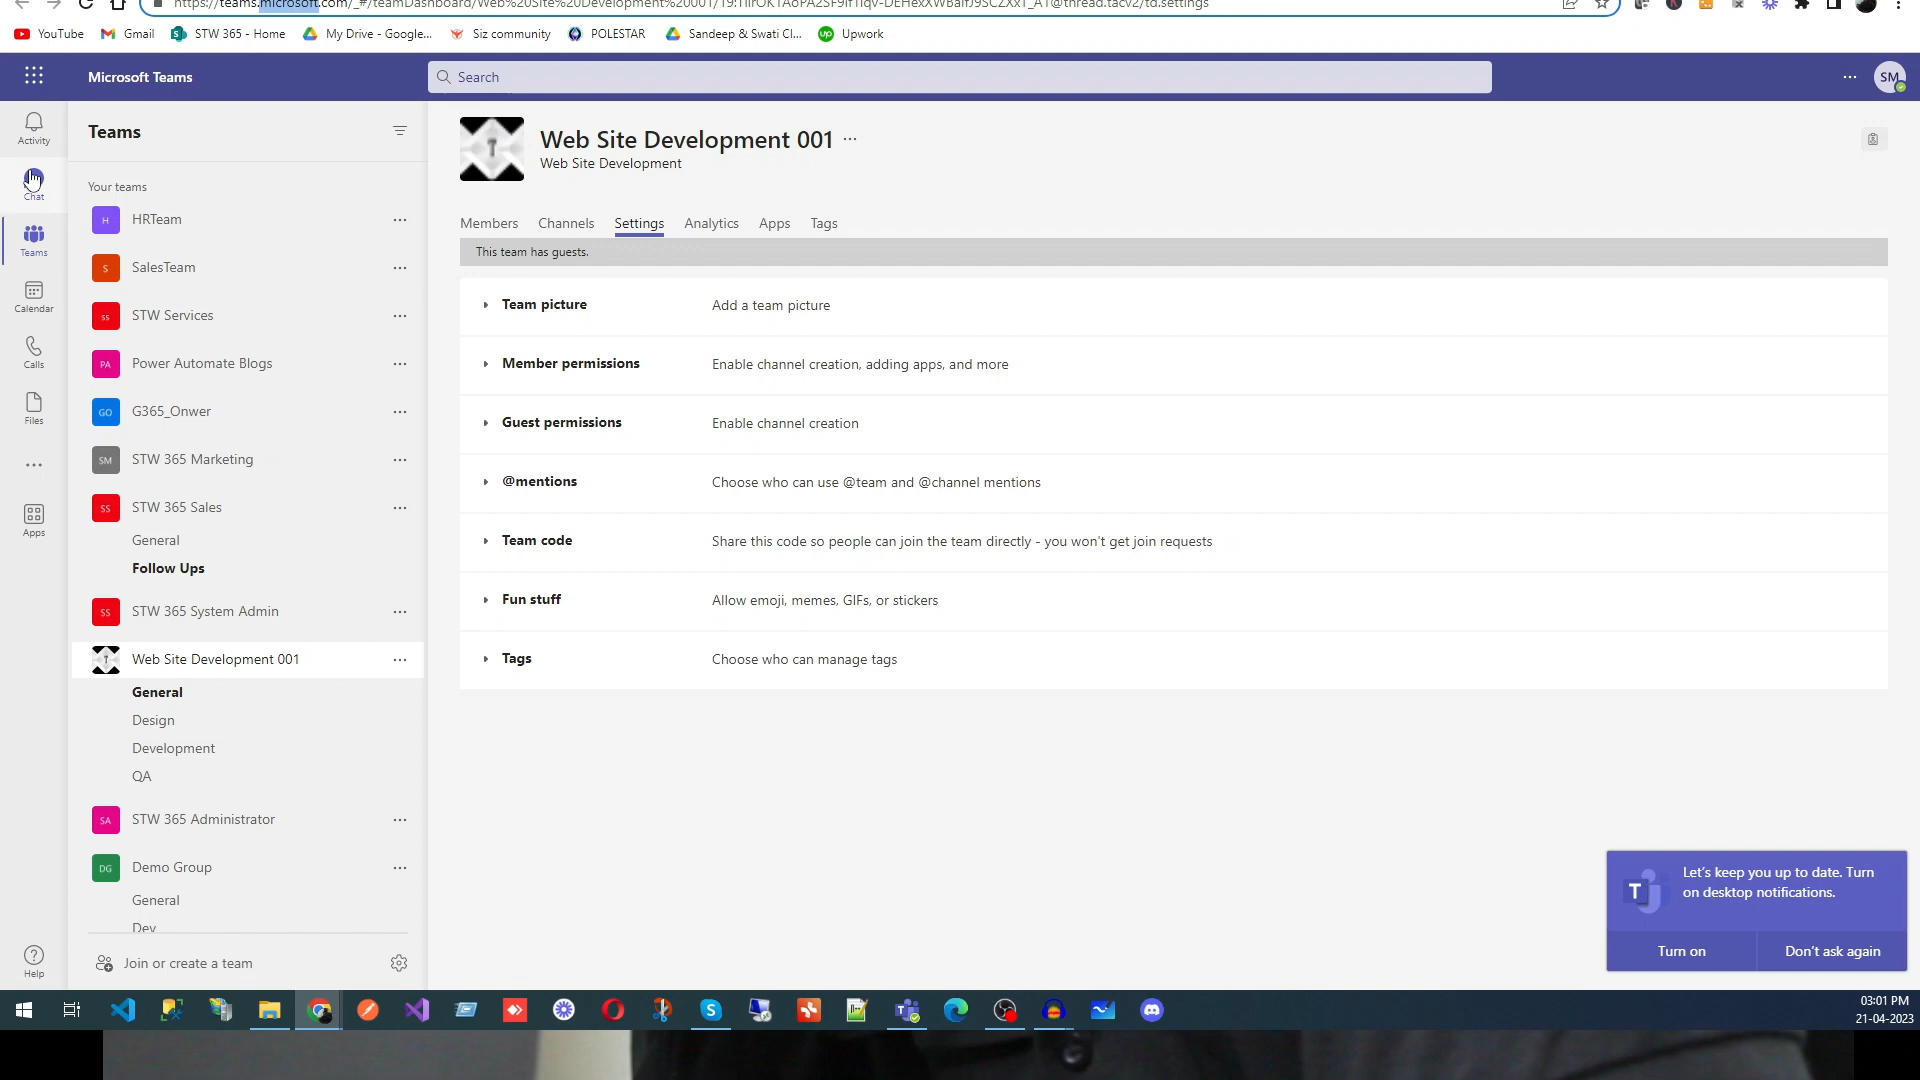 YouTube Gmail STW 365 - Home My Drive - Google... Siz community POLESTAR Sandeep & Swati Cl... Upwork
Microsoft Teams
Search
SM
Activity
Chat
Teams
Calendar
Calls
Files
Apps
Help
Teams
Your teams
H HRTeam
S SalesTeam
SS STW Services
PA Power Automate Blogs
GO G365_Onwer
SM STW 365 Marketing
SS STW 365 Sales
General
Follow Ups
SS STW 365 System Admin
Web Site Development 001
General
Design
Development
QA
SA STW 365 Administrator
DG Demo Group
General
Dev
Join or create a team
Web Site Development 001
Web Site Development
Members Channels Settings Analytics Apps Tags
This team has guests.
Team picture Add a team picture
Member permissions Enable channel creation, adding apps, and more
Guest permissions Enable channel creation
@mentions Choose who can use @team and @channel mentions
Team code Share this code so people can join the team directly - you won't get join requests
Fun stuff Allow emoji, memes, GIFs, or stickers
Tags Choose who can manage tags
T
Let's keep you up to date. Turn
on desktop notifications.
Turn on Don't ask again
03:01 PM
21-04-2023